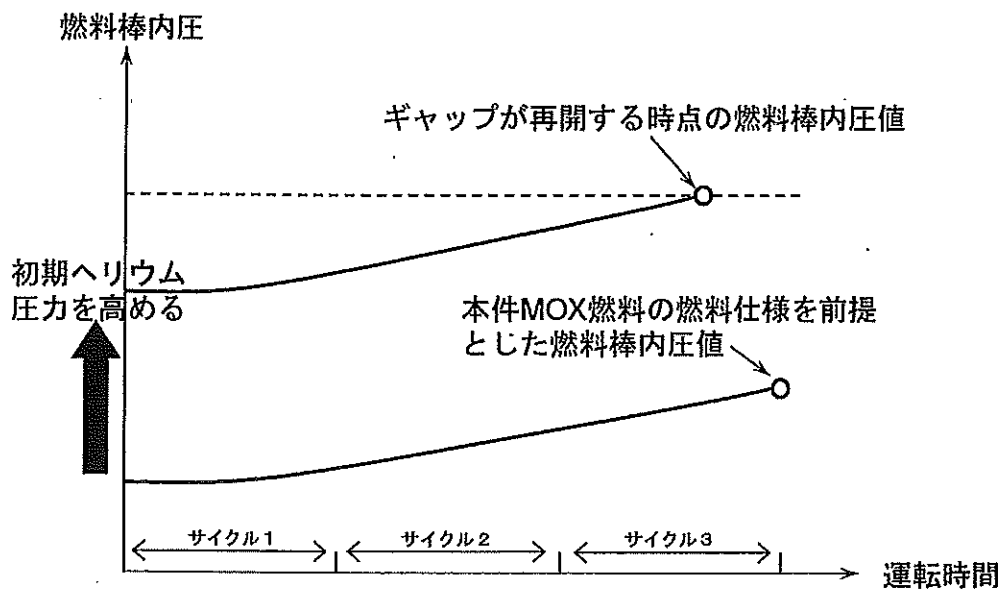 燃料棒内圧
ギャップが再開する時点の燃料棒内圧値
初期ヘリウム
圧力を高める
本件MOX燃料の燃料仕様を前提
とじた燃料棒内圧値
サイクル1
サイクル2
サイクル3
運転時間